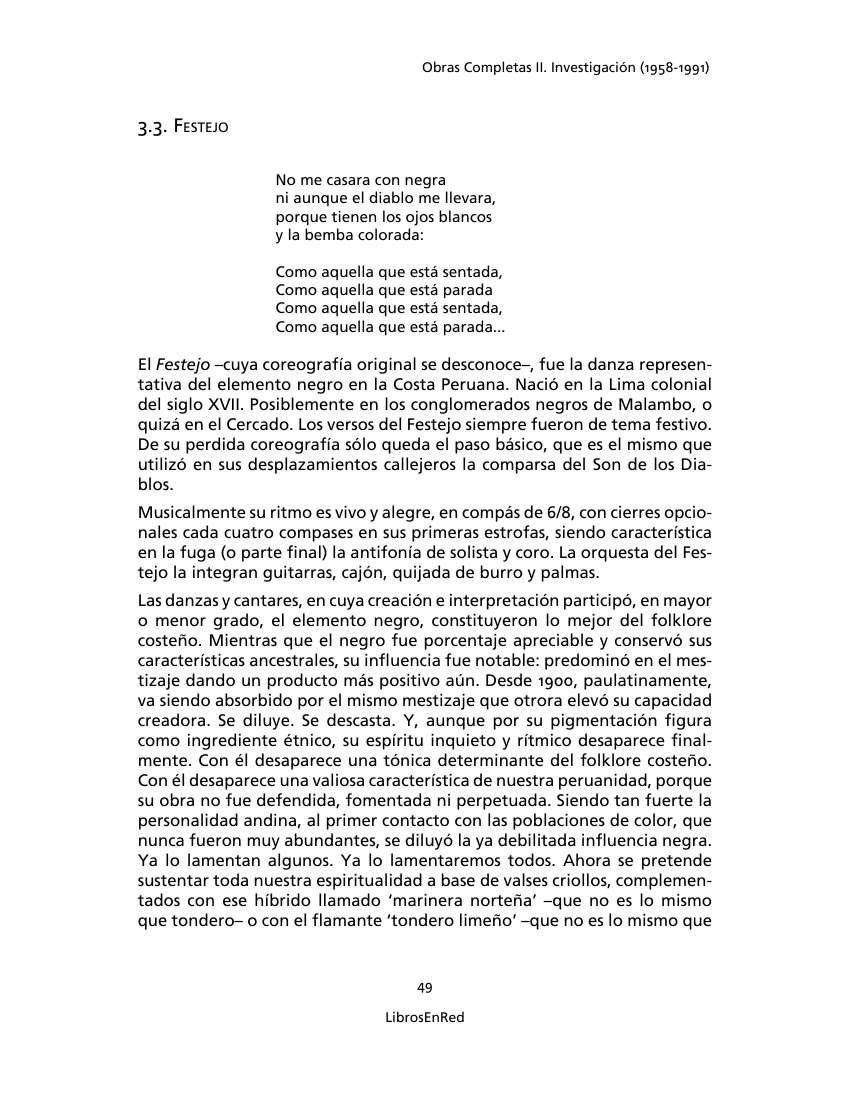 Obras Completas II. Investigación (1958-1991)
3.3. Festejo
No me casara con negra
ni aunque el diablo me llevara,
porque tienen los ojos blancos
y la bemba colorada:
Como aquella que está sentada,
Como aquella que está parada
Como aquella que está sentada,
Como aquella que está parada...
El Festejo –cuya coreografía original se desconoce–, fue la danza represen-
tativa del elemento negro en la Costa Peruana. Nació en la Lima colonial
del siglo XVII. Posiblemente en los conglomerados negros de Malambo, o
quizá en el Cercado. Los versos del Festejo siempre fueron de tema festivo.
De su perdida coreografía sólo queda el paso básico, que es el mismo que
utilizó en sus desplazamientos callejeros la comparsa del Son de los Dia-
blos.
Musicalmente su ritmo es vivo y alegre, en compás de 6/8, con cierres opcio-
nales cada cuatro compases en sus primeras estrofas, siendo característica
en la fuga (o parte final) la antifonía de solista y coro. La orquesta del Fes-
tejo la integran guitarras, cajón, quijada de burro y palmas.
Las danzas y cantares, en cuya creación e interpretación participó, en mayor
o menor grado, el elemento negro, constituyeron lo mejor del folklore
costeño. Mientras que el negro fue porcentaje apreciable y conservó sus
características ancestrales, su influencia fue notable: predominó en el mes-
tizaje dando un producto más positivo aún. Desde 1900, paulatinamente,
va siendo absorbido por el mismo mestizaje que otrora elevó su capacidad
creadora. Se diluye. Se descasta. Y, aunque por su pigmentación figura
como ingrediente étnico, su espíritu inquieto y rítmico desaparece final-
mente. Con él desaparece una tónica determinante del folklore costeño.
Con él desaparece una valiosa característica de nuestra peruanidad, porque
su obra no fue defendida, fomentada ni perpetuada. Siendo tan fuerte la
personalidad andina, al primer contacto con las poblaciones de color, que
nunca fueron muy abundantes, se diluyó la ya debilitada influencia negra.
Ya lo lamentan algunos. Ya lo lamentaremos todos. Ahora se pretende
sustentar toda nuestra espiritualidad a base de valses criollos, complemen-
tados con ese híbrido llamado ‘marinera norteña’ –que no es lo mismo
que tondero– o con el flamante ‘tondero limeño’ –que no es lo mismo que
49
LibrosEnRed